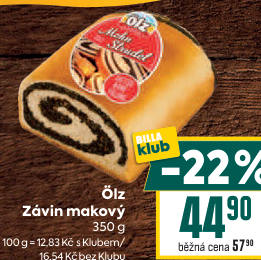 Ölz
Mohn
Strudel
Ölz
Závin makový
350 g
100 g = 12,83 Kč s Klubem/
16,54 Kč bez Klubu
BILLA
klub
-22%
44 90
běžná cena 57 90